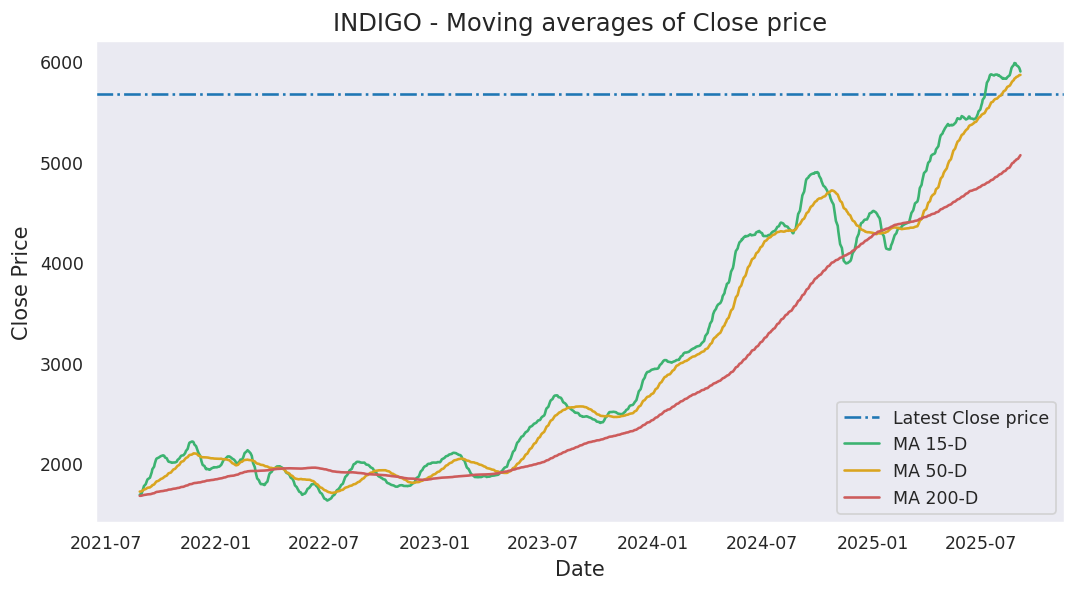 INDIGO - Moving averages of Close price
Close Price
6000
5000
4000
3000
2000
2021-07 2022-01 2022-07 2023-01 2023-07 2024-01 2024-07 2025-01 2025-07
Date
Latest Close price
MA 15-D
MA 50-D
MA 200-D